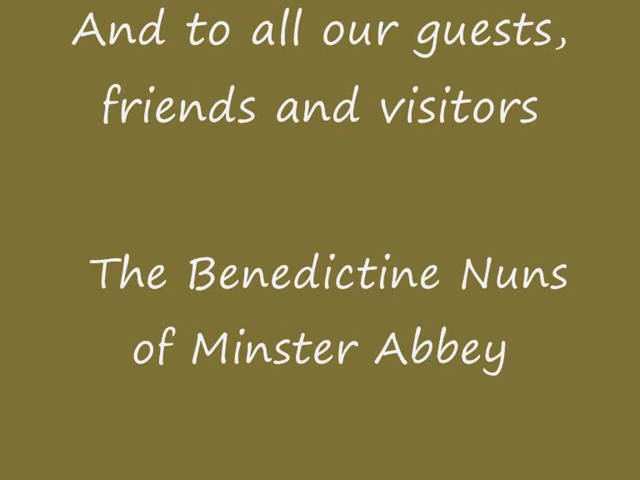 And to all our guests,
friends and visitors
The Benedictine Nuns
of Minster Abbey